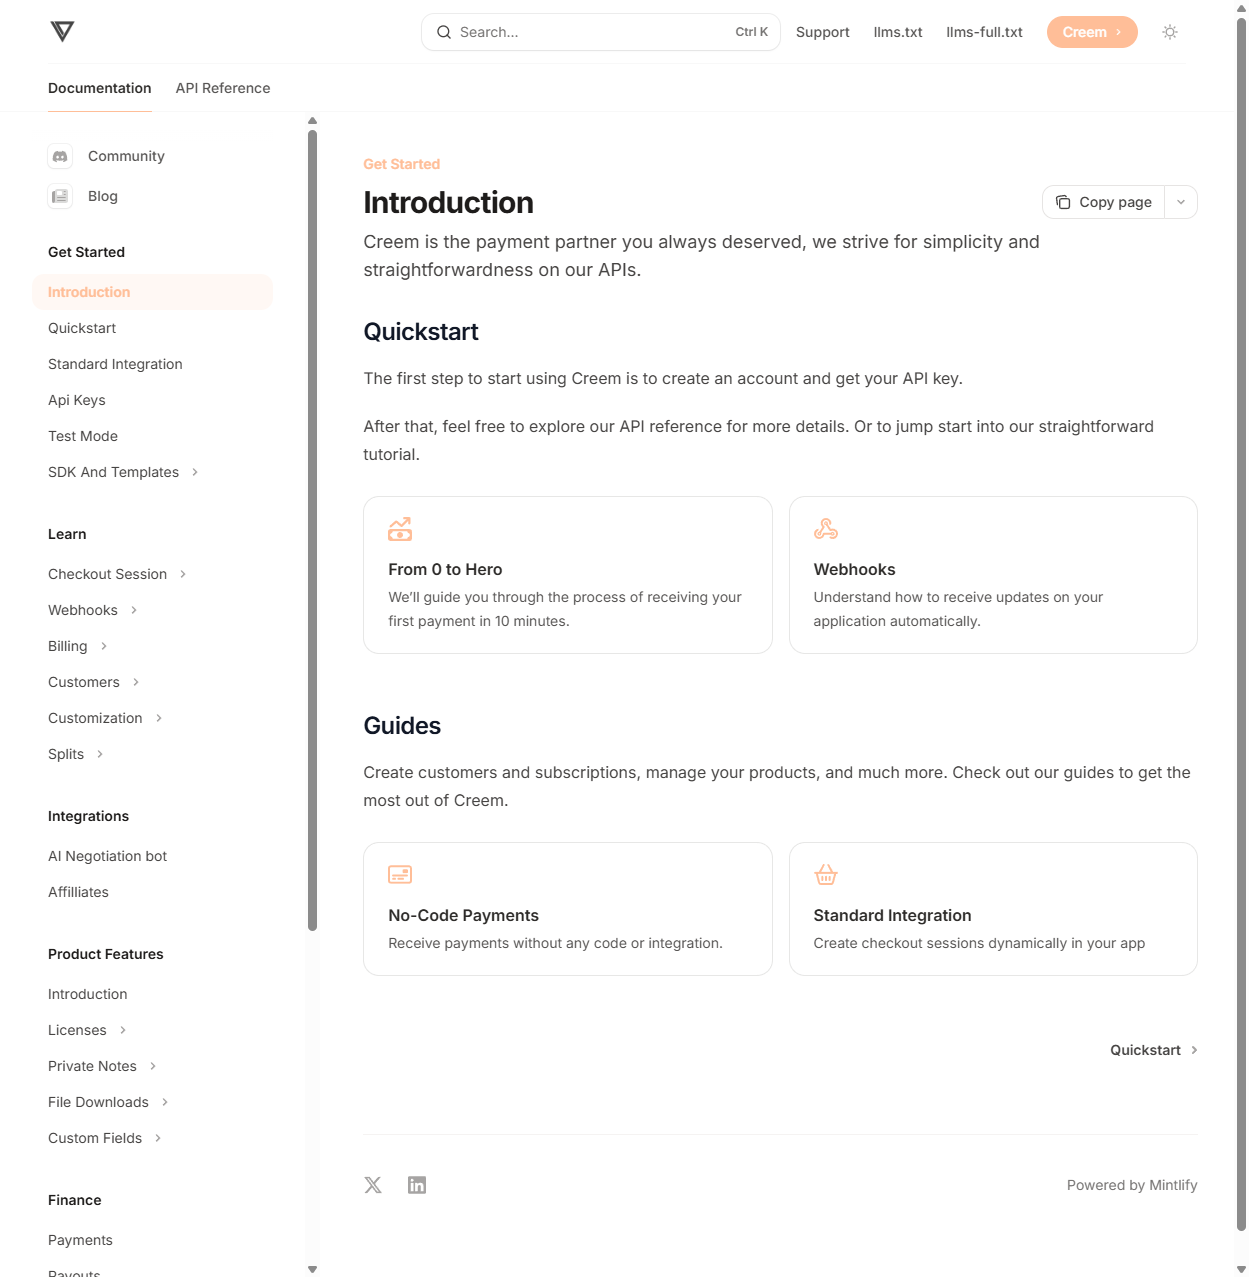 Search...
Ctrl K
Support
llms.txt
llms-full.txt
Creem
Documentation
API Reference
Community
Blog
Get Started
Introduction
Quickstart
Standard Integration
Api Keys
Test Mode
SDK And Templates
Learn
Checkout Session
Webhooks
Billing
Customers
Customization
Splits
Integrations
AI Negotiation bot
Affilliates
Product Features
Introduction
Licenses
Private Notes
File Downloads
Custom Fields
Finance
Payments
Payouts
Get Started
Introduction
Copy page
Creem is the payment partner you always deserved, we strive for simplicity and
straightforwardness on our APIs.
Quickstart
The first step to start using Creem is to create an account and get your API key.
After that, feel free to explore our API reference for more details. Or to jump start into our straightforward
tutorial.
From 0 to Hero
We'll guide you through the process of receiving your
first payment in 10 minutes.
Webhooks
Understand how to receive updates on your
application automatically.
Guides
Create customers and subscriptions, manage your products, and much more. Check out our guides to get the
most out of Creem.
No-Code Payments
Receive payments without any code or integration.
Standard Integration
Create checkout sessions dynamically in your app
Quickstart
Powered by Mintlify